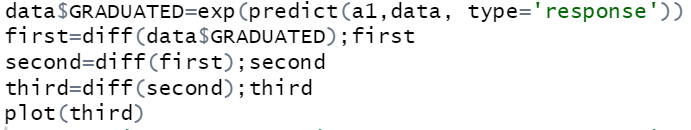 data$GRADUATED=exp(predict(a1,data, type='response'))
first=diff(data$GRADUATED);first
second=diff(first);second
third=diff(second);third
plot(third)